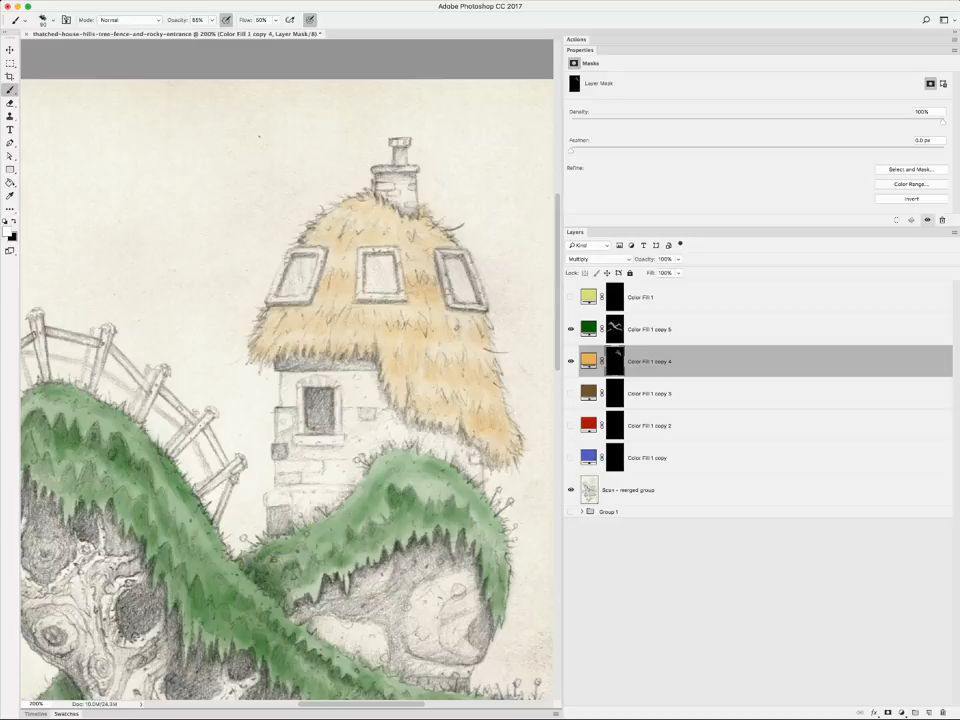 Adobe Photoshop CC 2017
Mode: Normal Opacity: 85% Flow: 50%
× thatched-house-hills-tree-fence-and-rocky-entrance @ 200% (Color Fill 1 copy 4, Layer Mask/8) *
Actions
Properties
Masks
Layer Mask
Density: 100%
Feather: 0.0 px
Refine: Select and Mask...
Color Range...
Invert
Layers
Kind
Multiply Opacity: 100%
Lock: Fill: 100%
Color Fill 1
Color Fill 1 copy 5
Color Fill 1 copy 4
Color Fill 1 copy 3
Color Fill 1 copy 2
Color Fill 1 copy
Scan - merged group
Group 1
200% Doc: 10.0M/24.3M
Timeline Swatches
fx